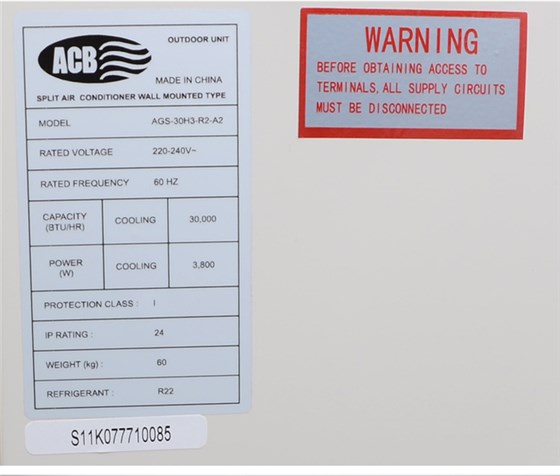 ACB
OUTDOOR UNIT
MADE IN CHINA
SPLIT AIR CONDITIONER WALL MOUNTED TYPE
MODEL AGS-30H3-R2-A2
RATED VOLTAGE 220-240V~
RATED FREQUENCY 60 HZ
CAPACITY (BTU/HR) COOLING 30,000
POWER (W) COOLING 3,800
PROTECTION CLASS : I
IP RATING : 24
WEIGHT (kg) : 60
REFRIGERANT : R22
S11K077710085
WARNING
BEFORE OBTAINING ACCESS TO
TERMINALS, ALL SUPPLY CIRCUITS
MUST BE DISCONNECTED